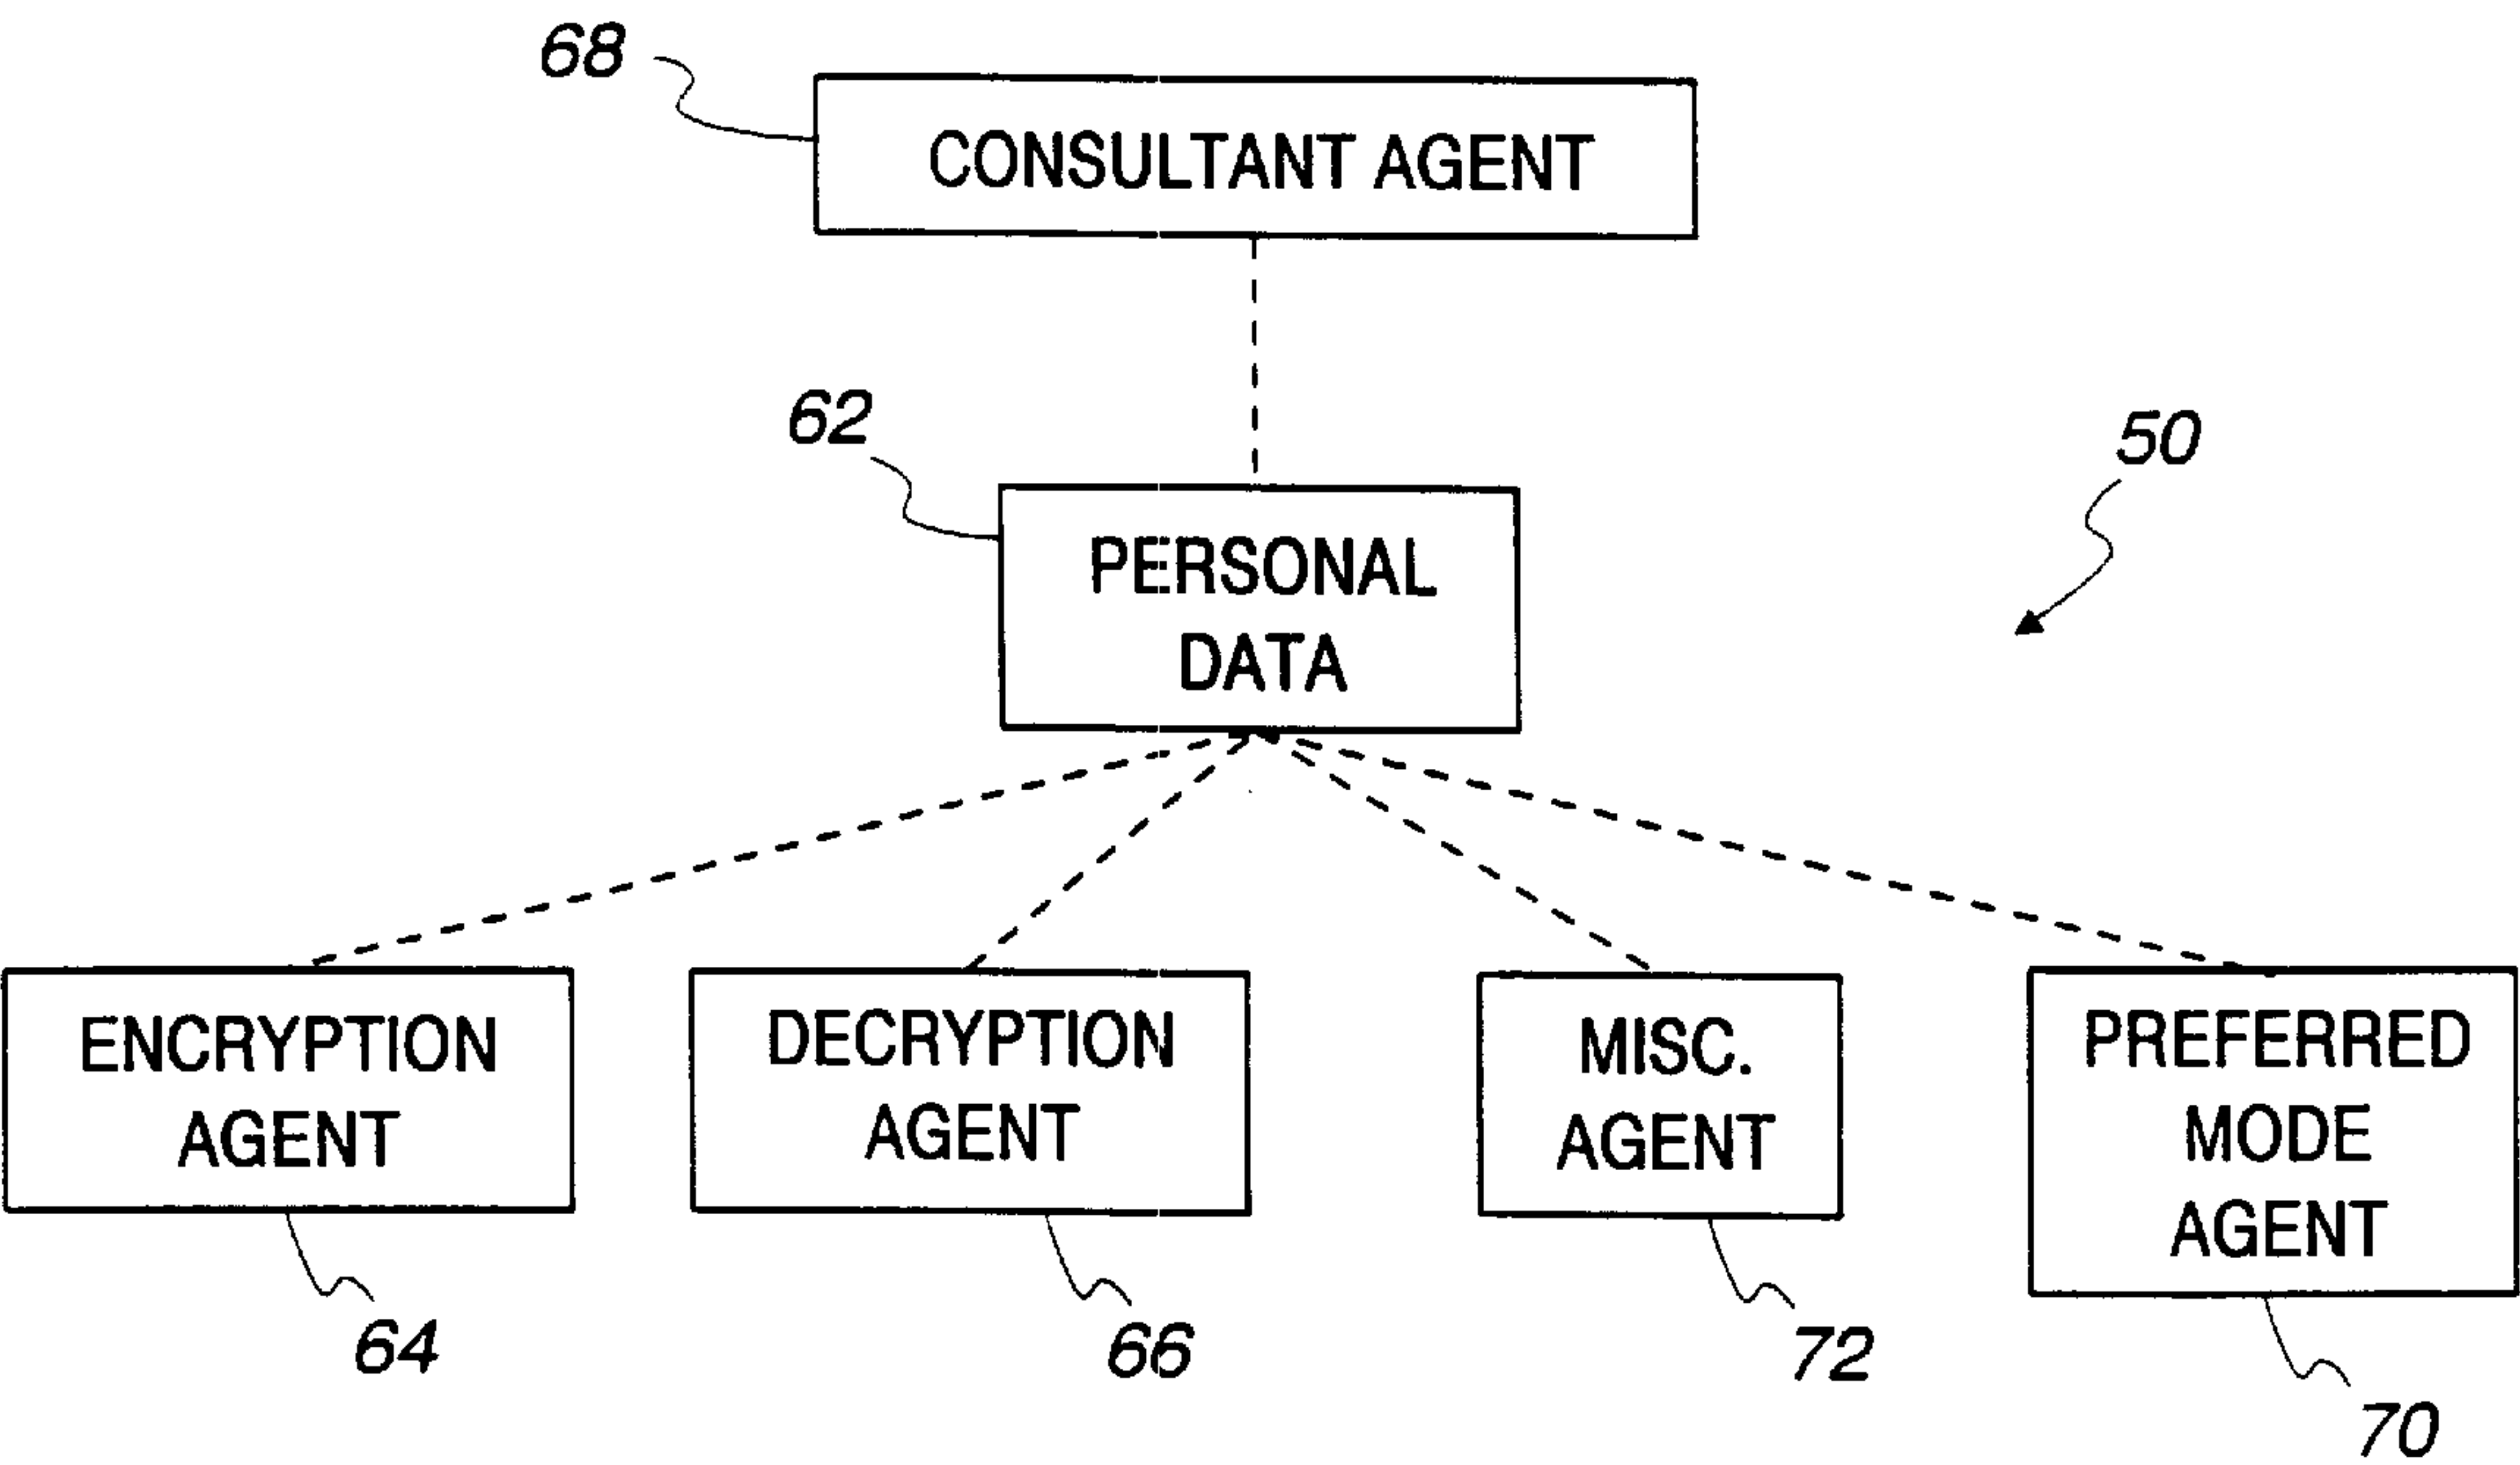 68
CONSULTANT AGENT
62
50
PERSONAL
DATA
ENCRYPTION
AGENT
DECRYPTION
AGENT
MISC.
AGENT
PREFERRED
MODE
AGENT
64
66
72
70